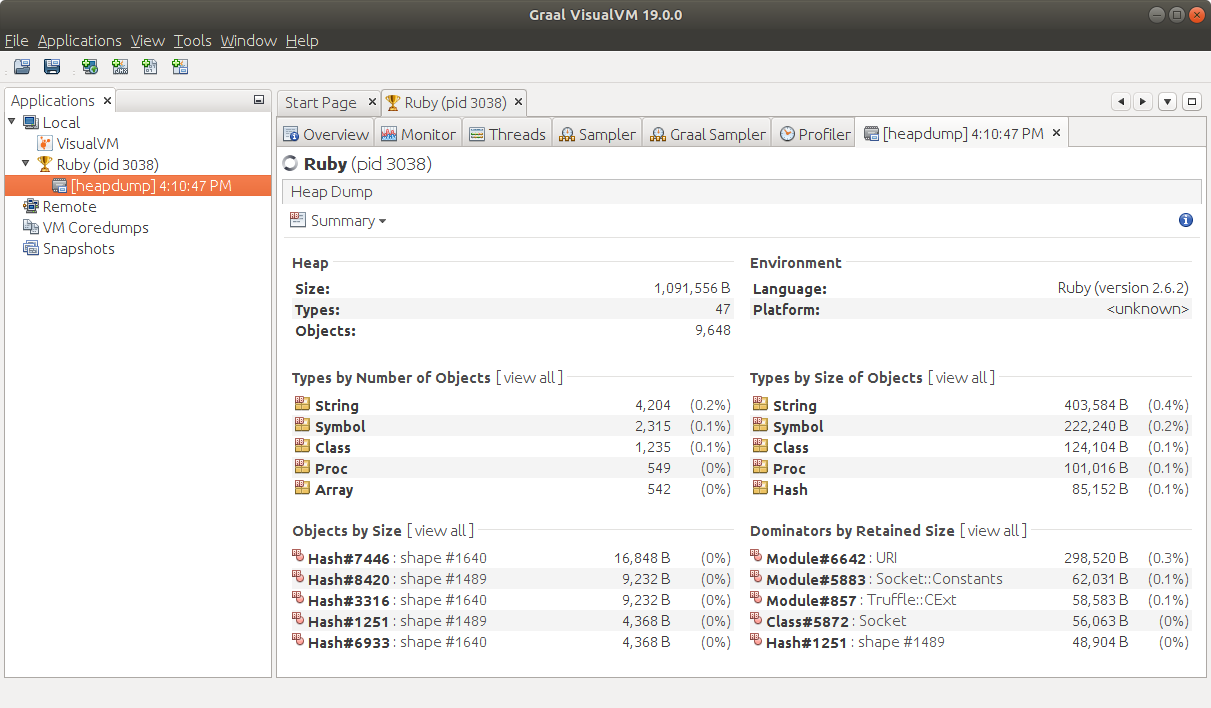 Graal VisualVM 19.0.0
File Applications View Tools Window Help
Applications
Local
VisualVM
Ruby (pid 3038)
[heapdump] 4:10:47 PM
Remote
VM Coredumps
Snapshots
Start Page Ruby (pid 3038)
Overview Monitor Threads Sampler Graal Sampler Profiler [heapdump] 4:10:47 PM
Ruby (pid 3038)
Heap Dump
Summary
Heap
Size: 1,091,556 B
Types: 47
Objects: 9,648
Environment
Language: Ruby (version 2.6.2)
Platform: <unknown>
Types by Number of Objects [view all]
String 4,204 (0.2%)
Symbol 2,315 (0.1%)
Class 1,235 (0.1%)
Proc 549 (0%)
Array 542 (0%)
Types by Size of Objects [view all]
String 403,584 B (0.4%)
Symbol 222,240 B (0.2%)
Class 124,104 B (0.1%)
Proc 101,016 B (0.1%)
Hash 85,152 B (0.1%)
Objects by Size [view all]
Hash#7446 : shape #1640 16,848 B (0%)
Hash#8420 : shape #1489 9,232 B (0%)
Hash#3316 : shape #1640 9,232 B (0%)
Hash#1251 : shape #1489 4,368 B (0%)
Hash#6933 : shape #1640 4,368 B (0%)
Dominators by Retained Size [view all]
Module#6642 : URI 298,520 B (0.3%)
Module#5883 : Socket::Constants 62,031 B (0.1%)
Module#857 : Truffle::CExt 58,583 B (0.1%)
Class#5872 : Socket 56,063 B (0%)
Hash#1251 : shape #1489 48,904 B (0%)